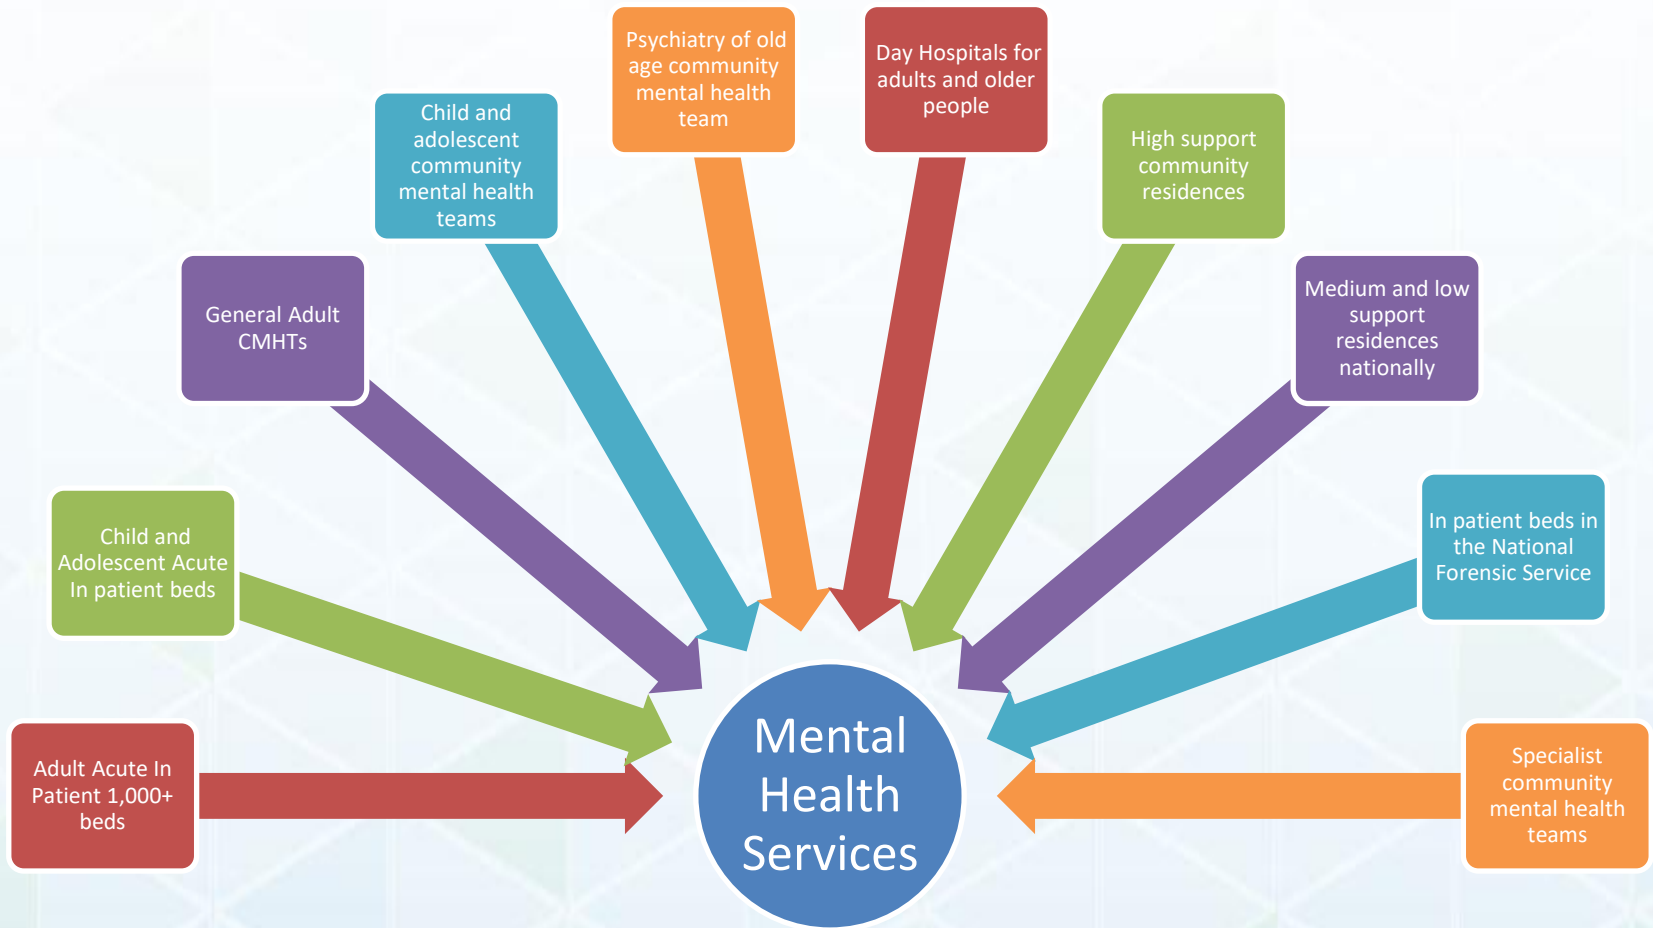 Psychiatry of old
age community
mental health
team
Day Hospitals for
adults and older
people
Child and
adolescent
community
mental health
teams
High support
community
residences
General Adult
CMHTs
Medium and low
support
residences
nationally
Child and
Adolescent Acute
In patient beds
In patient beds in
the National
Forensic Service
Adult Acute In
Patient 1,000+
beds
Mental
Health
Services
Specialist
community
mental health
teams